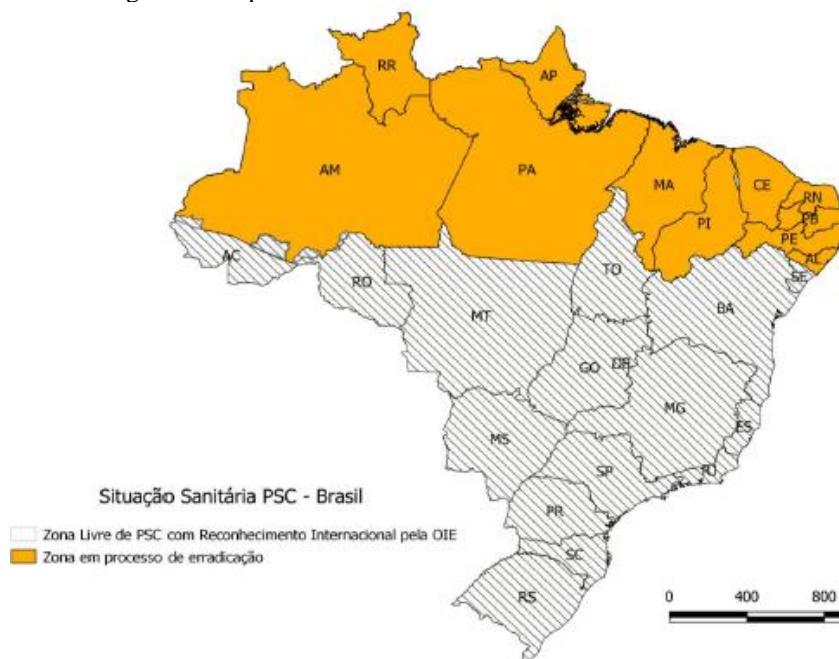 RR
AP
AM
PA
MA
CE
RN
PB
PI
PE
AL
AC
RO
TO
SE
MT
BA
GO
DF
MG
ES
MS
SP
RJ
PR
SC
RS
Situação Sanitária PSC - Brasil
Zona Livre de PSC com Reconhecimento Internacional pela OIE
Zona em processo de erradicação
0 400 800